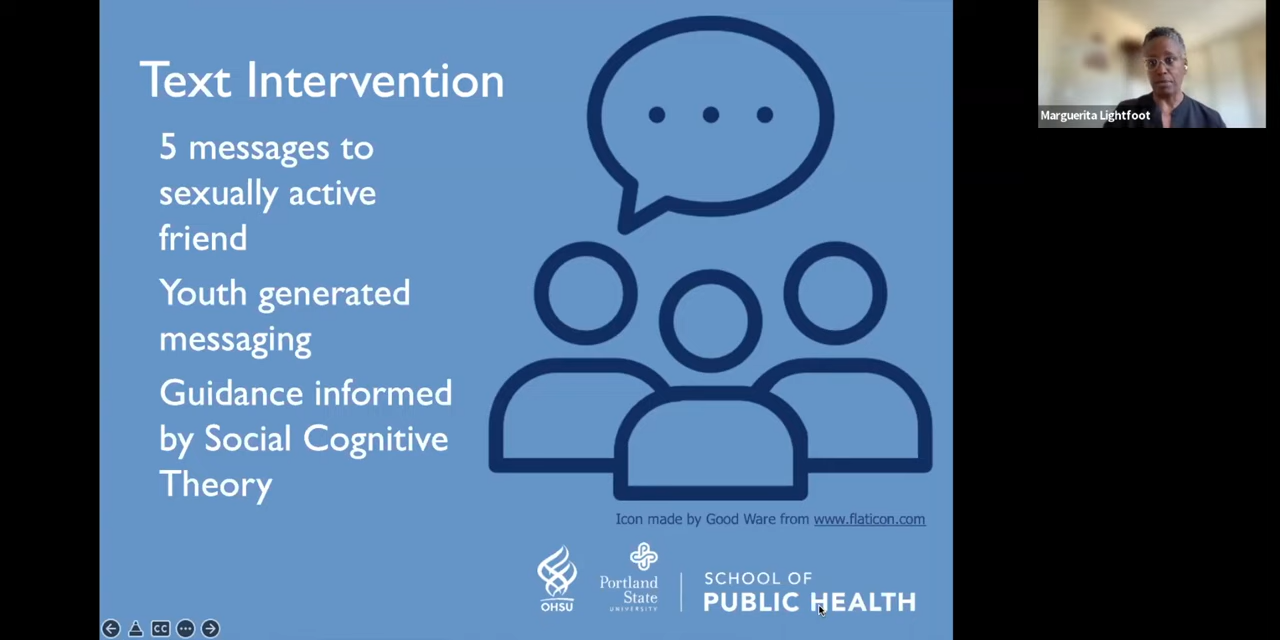 Text Intervention
5 messages to
sexually active
friend
Youth generated
messaging
Guidance informed
by Social Cognitive
Theory
Icon made by Good Ware from www.flaticon.com
OHSU
Portland
State
UNIVERSITY
SCHOOL OF
PUBLIC HEALTH
CC
Marguerita Lightfoot